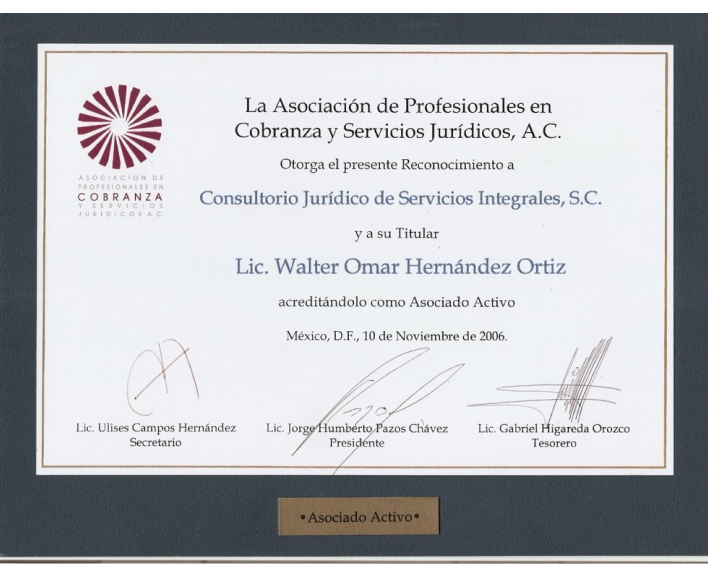 ASOCIACION DE
PROFESIONALES EN
COBRANZA
Y SERVICIOS
JURIDICOS A.C.
La Asociación de Profesionales en
Cobranza y Servicios Jurídicos, A.C.
Otorga el presente Reconocimiento a
Consultorio Jurídico de Servicios Integrales, S.C.
y a su Titular
Lic. Walter Omar Hernández Ortiz
acreditándolo como Asociado Activo
México, D.F., 10 de Noviembre de 2006.
Lic. Ulises Campos Hernández
Secretario
Lic. Jorge Humberto Pazos Chávez
Presidente
Lic. Gabriel Higareda Orozco
Tesorero
•Asociado Activo•